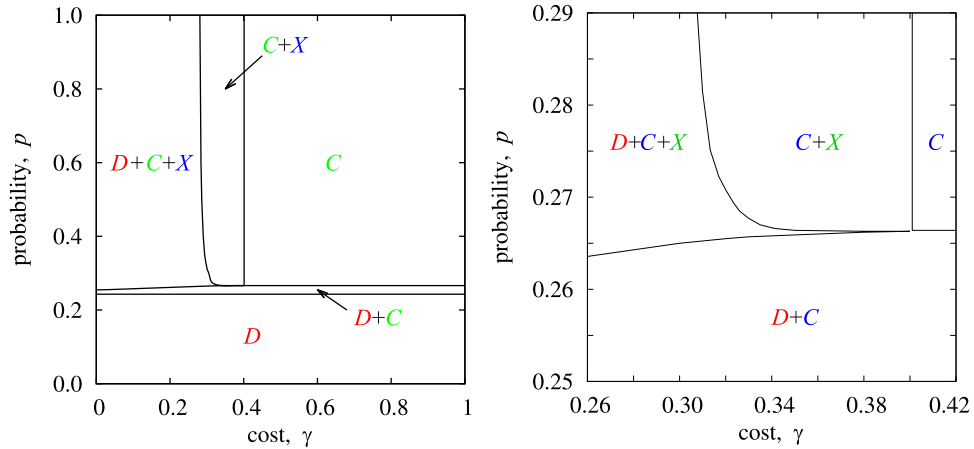 1.0
0.8
0.6
0.4
0.2
0.0
probability, p
C+X
D+C+X
C
D+C
D
0
0.2
0.4
0.6
0.8
1
cost, γ
0.29
0.28
0.27
0.26
0.25
probability, p
D+C+X
C+X
C
D+C
0.26
0.30
0.34
0.38
0.42
cost, γ